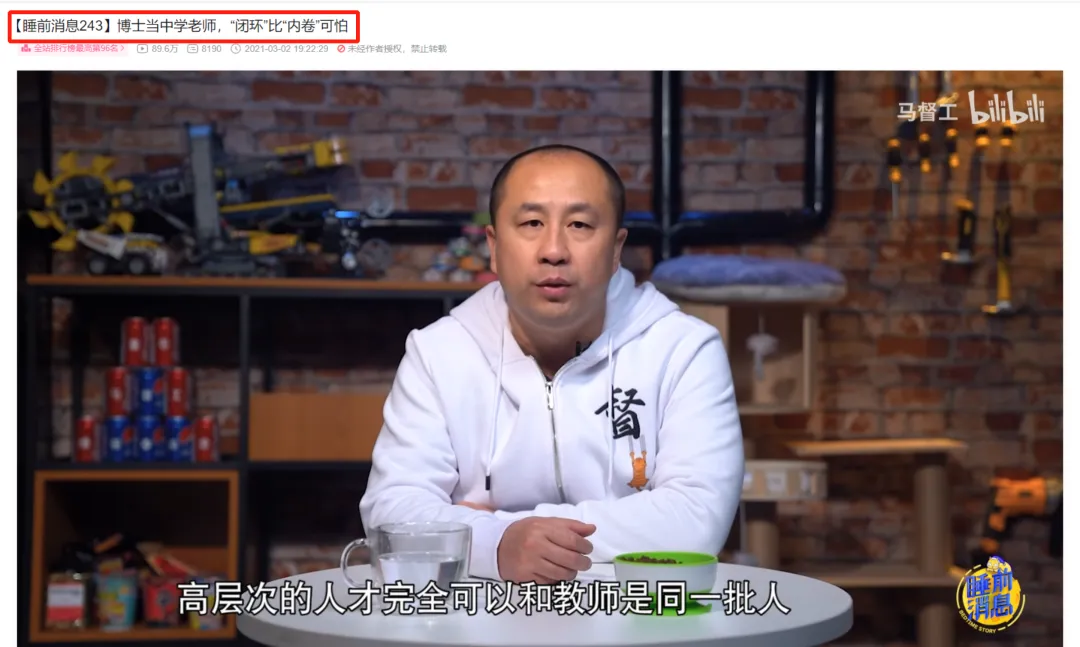 【睡前消息243】博士当中学老师，“闭环”比“内卷”可怕
全站排行榜最高第96名 > 89.6万 8190 2021-03-02 19:22:29 未经作者授权，禁止转载
马督工 bilibili
督
高层次的人才完全可以和教师是同一批人
睡前
消息
BEDTIME STORY